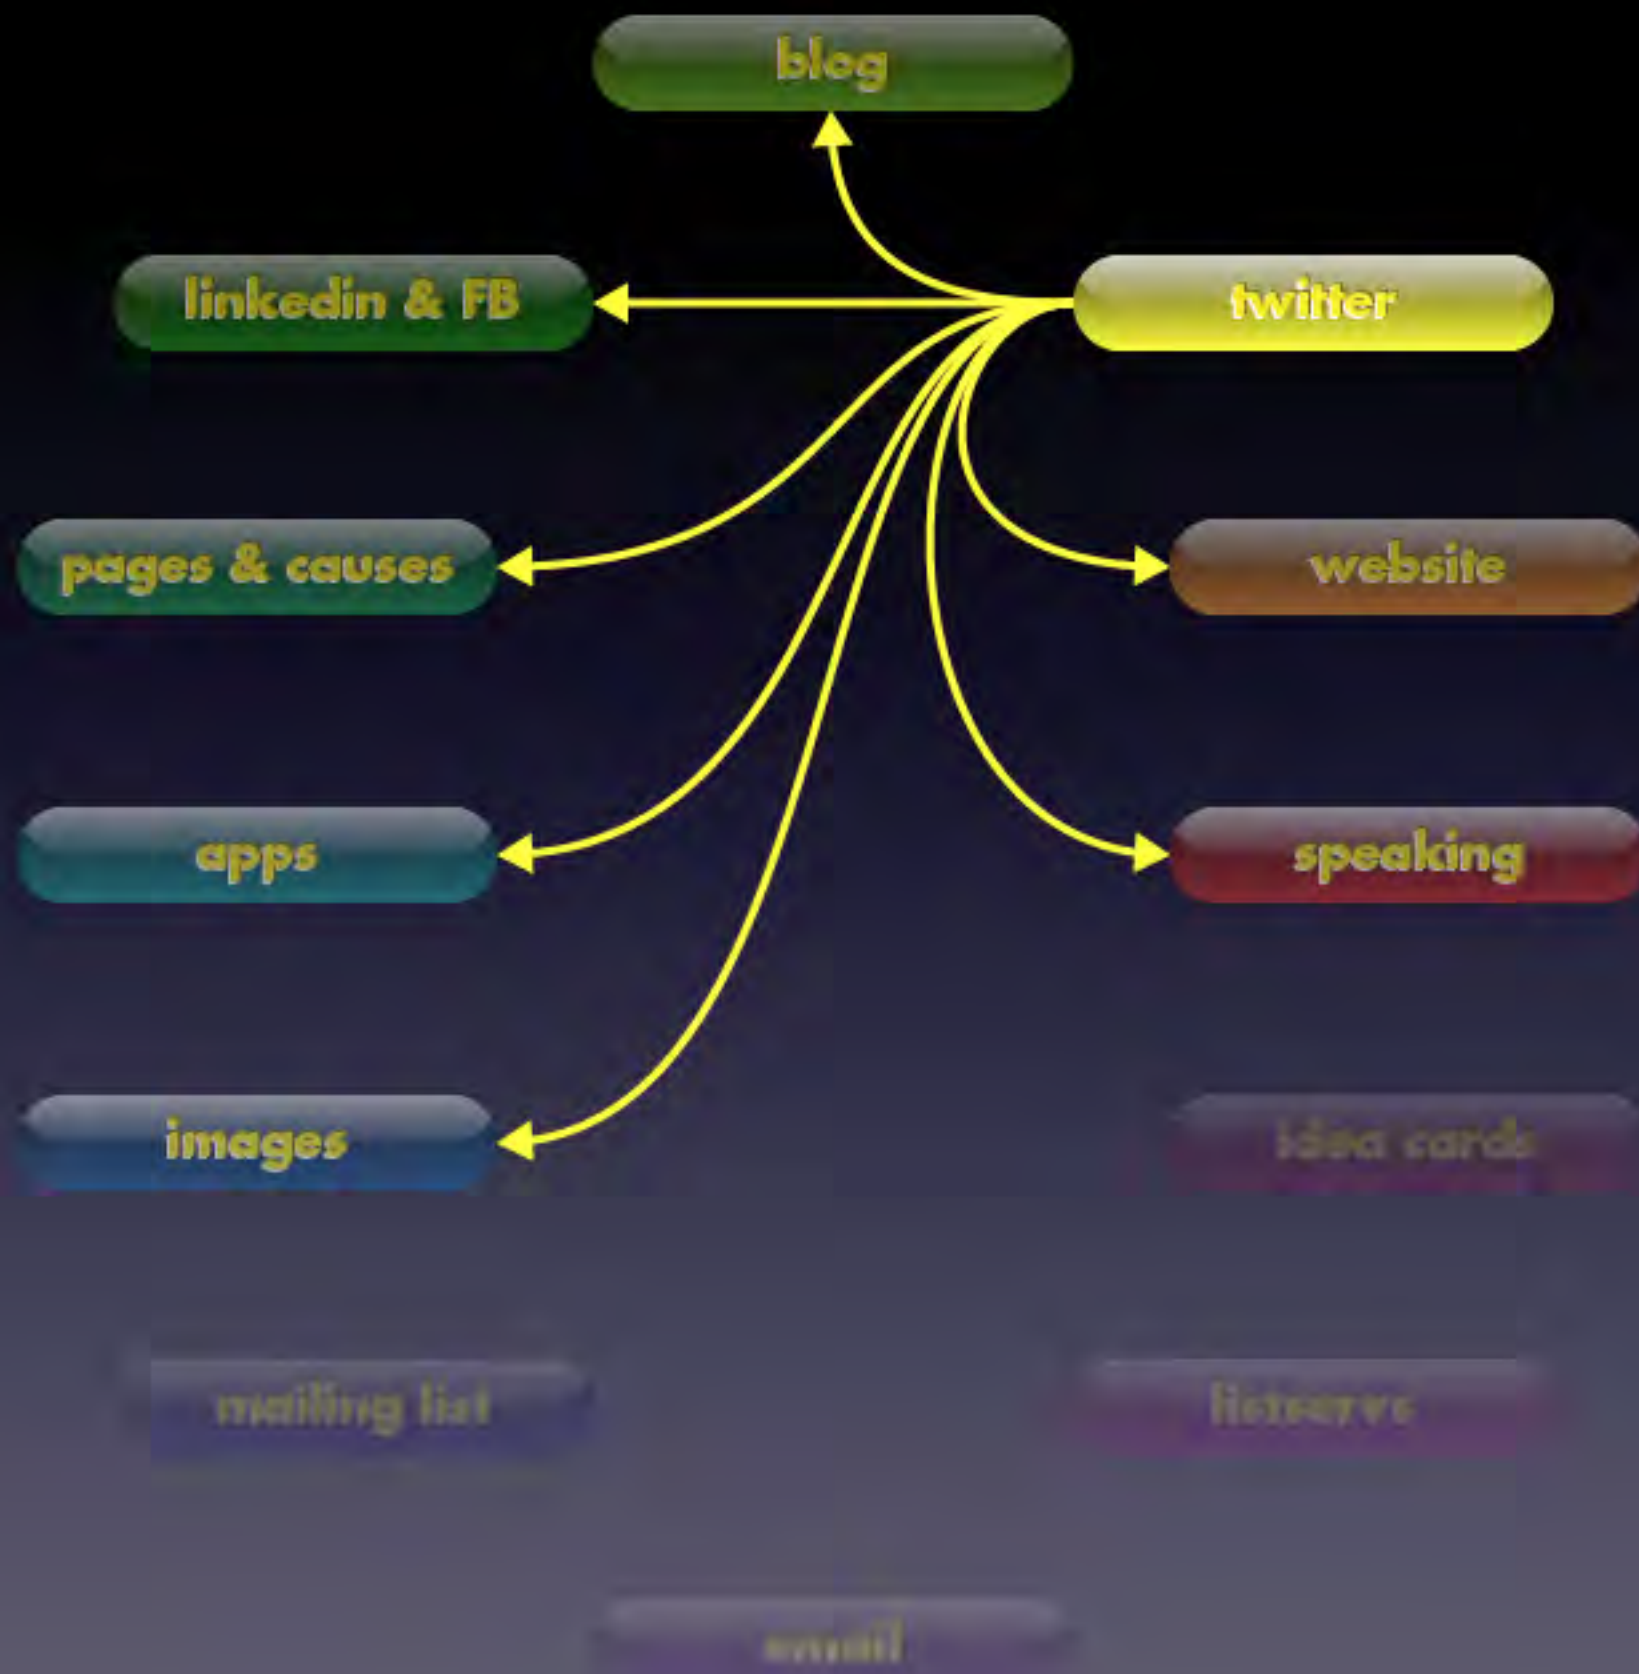 blog
linkedin & FB
twitter
pages & causes
website
apps
speaking
images
idea cards
mailing list
listservs
email